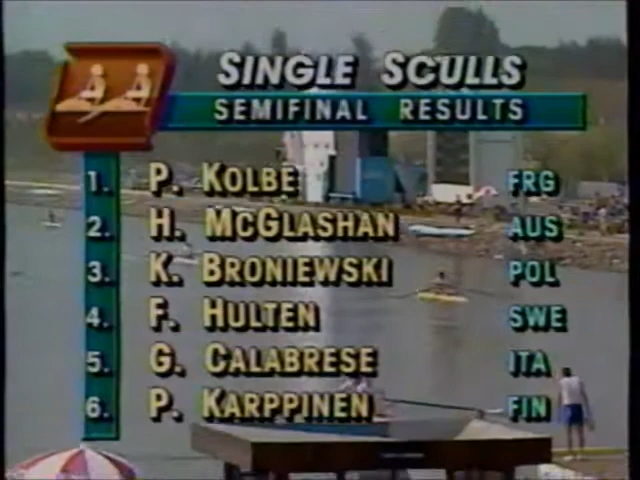 SINGLE SCULLS
SEMIFINAL RESULTS
1. P. KOLBE FRG
2. H. MCGLASHAN AUS
3. K. BRONIEWSKI POL
4. F. HULTEN SWE
5. G. CALABRESE ITA
6. P. KARPPINEN FIN